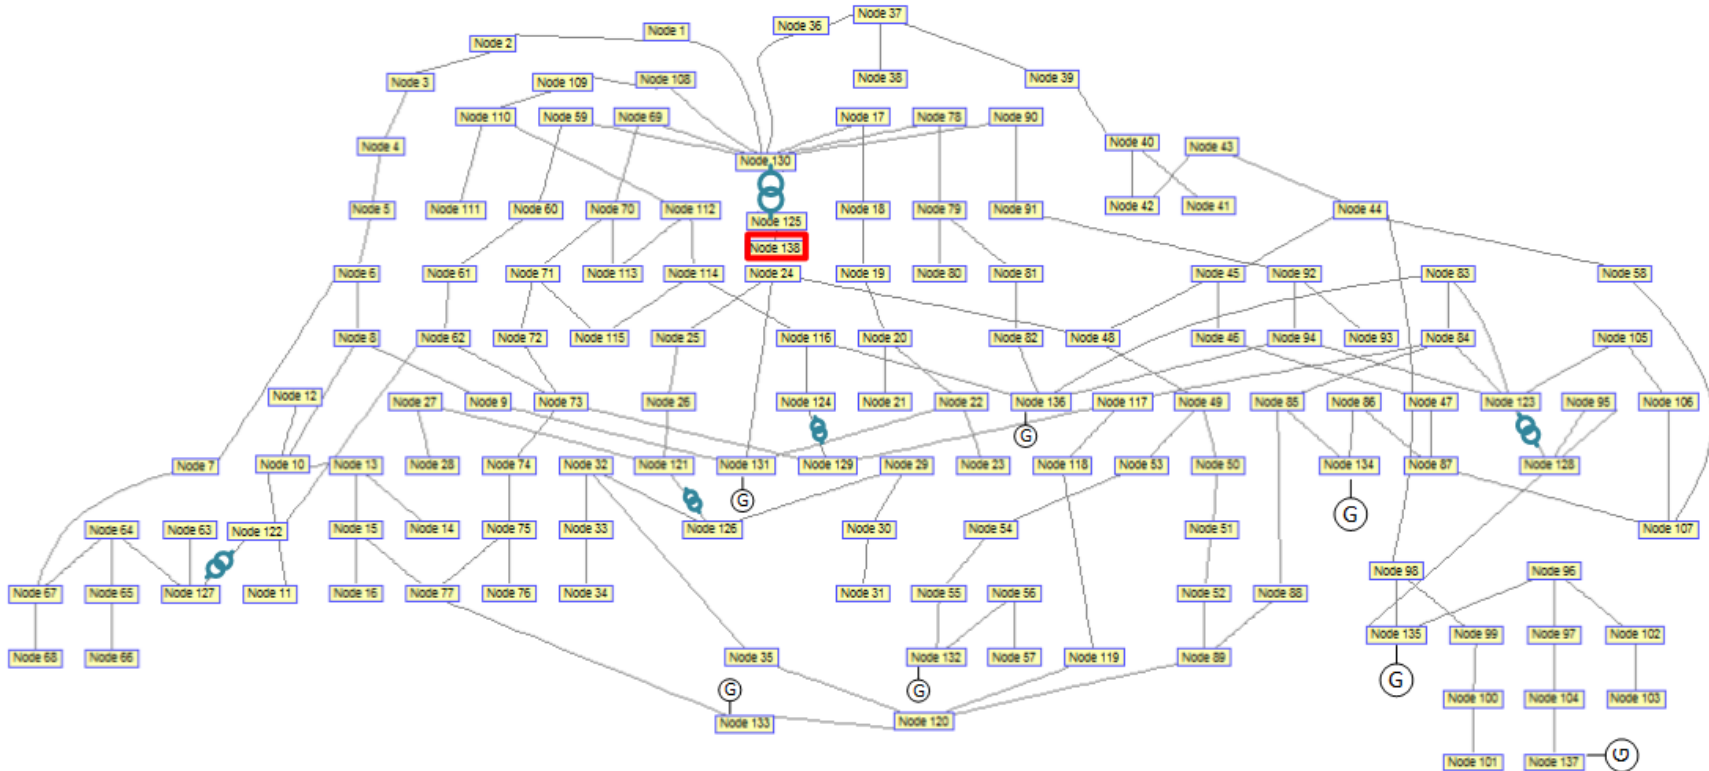 Node 37
Node 36
Node 1
Node 2
Node 38
Node 39
Node 3
Node 109
Node 108
Node 110
Node 59
Node 69
Node 17
Node 78
Node 90
Node 4
Node 130
Node 40
Node 43
Node 5
Node 111
Node 60
Node 70
Node 112
Node 125
Node 18
Node 79
Node 91
Node 42
Node 41
Node 44
Node 138
Node 6
Node 61
Node 71
Node 113
Node 114
Node 24
Node 19
Node 80
Node 81
Node 45
Node 92
Node 83
Node 58
Node 8
Node 62
Node 72
Node 115
Node 25
Node 116
Node 20
Node 82
Node 48
Node 46
Node 94
Node 93
Node 84
Node 105
Node 12
Node 27
Node 9
Node 73
Node 26
Node 124
Node 21
Node 22
Node 136
Node 117
Node 49
Node 85
Node 86
Node 47
Node 123
Node 95
Node 106
G
Node 7
Node 10
Node 13
Node 28
Node 74
Node 32
Node 121
Node 131
Node 129
Node 29
Node 23
Node 118
Node 53
Node 50
Node 134
Node 87
Node 128
G
G
Node 64
Node 63
Node 122
Node 15
Node 14
Node 75
Node 33
Node 126
Node 30
Node 54
Node 51
Node 107
Node 98
Node 96
Node 67
Node 65
Node 127
Node 11
Node 16
Node 77
Node 76
Node 34
Node 31
Node 55
Node 56
Node 52
Node 88
Node 135
Node 99
Node 97
Node 102
Node 68
Node 66
Node 35
Node 132
Node 57
Node 119
Node 89
G
G
G
Node 100
Node 104
Node 103
Node 133
Node 120
Node 101
Node 137
G